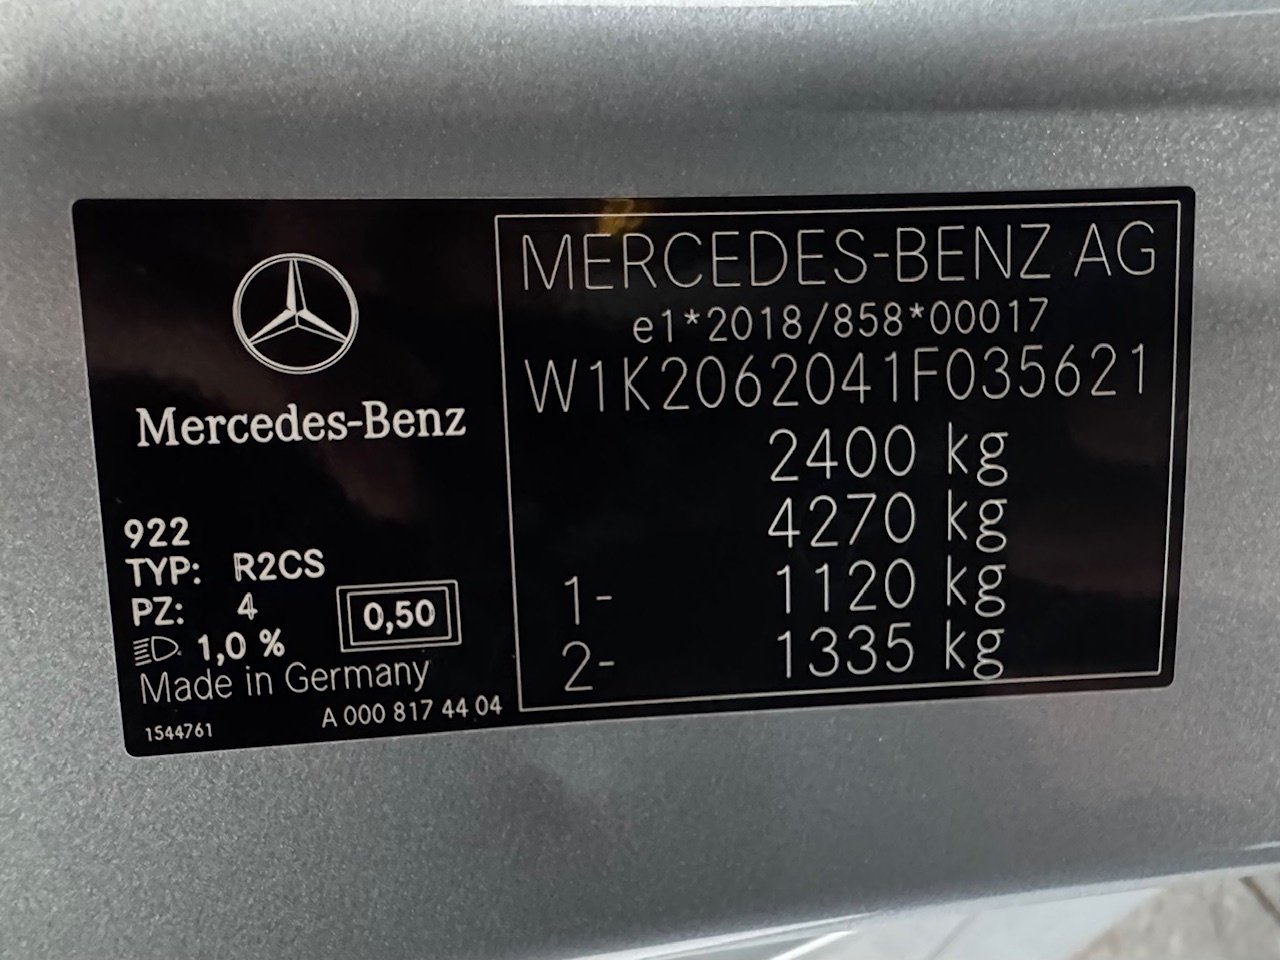 Mercedes-Benz
922
TYP: R2CS
PZ: 4
1,0 %
0,50
Made in Germany
1544761
A 000 817 44 04
MERCEDES-BENZ AG
e1*2018/858*00017
W1K2062041F035621
2400 kg
4270 kg
1- 1120 kg
2- 1335 kg